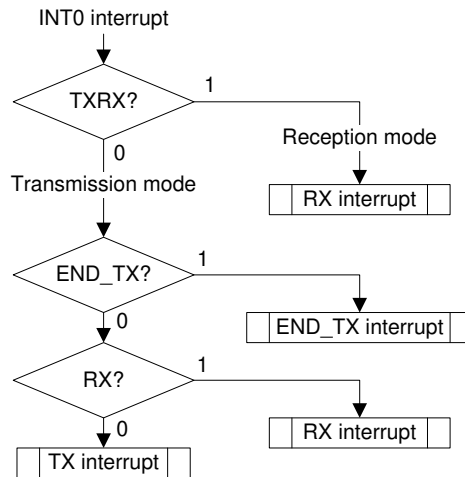 INT0 interrupt
TXRX?
1
0
Reception mode
Transmission mode
RX interrupt
END_TX?
1
0
END_TX interrupt
RX?
1
0
RX interrupt
TX interrupt